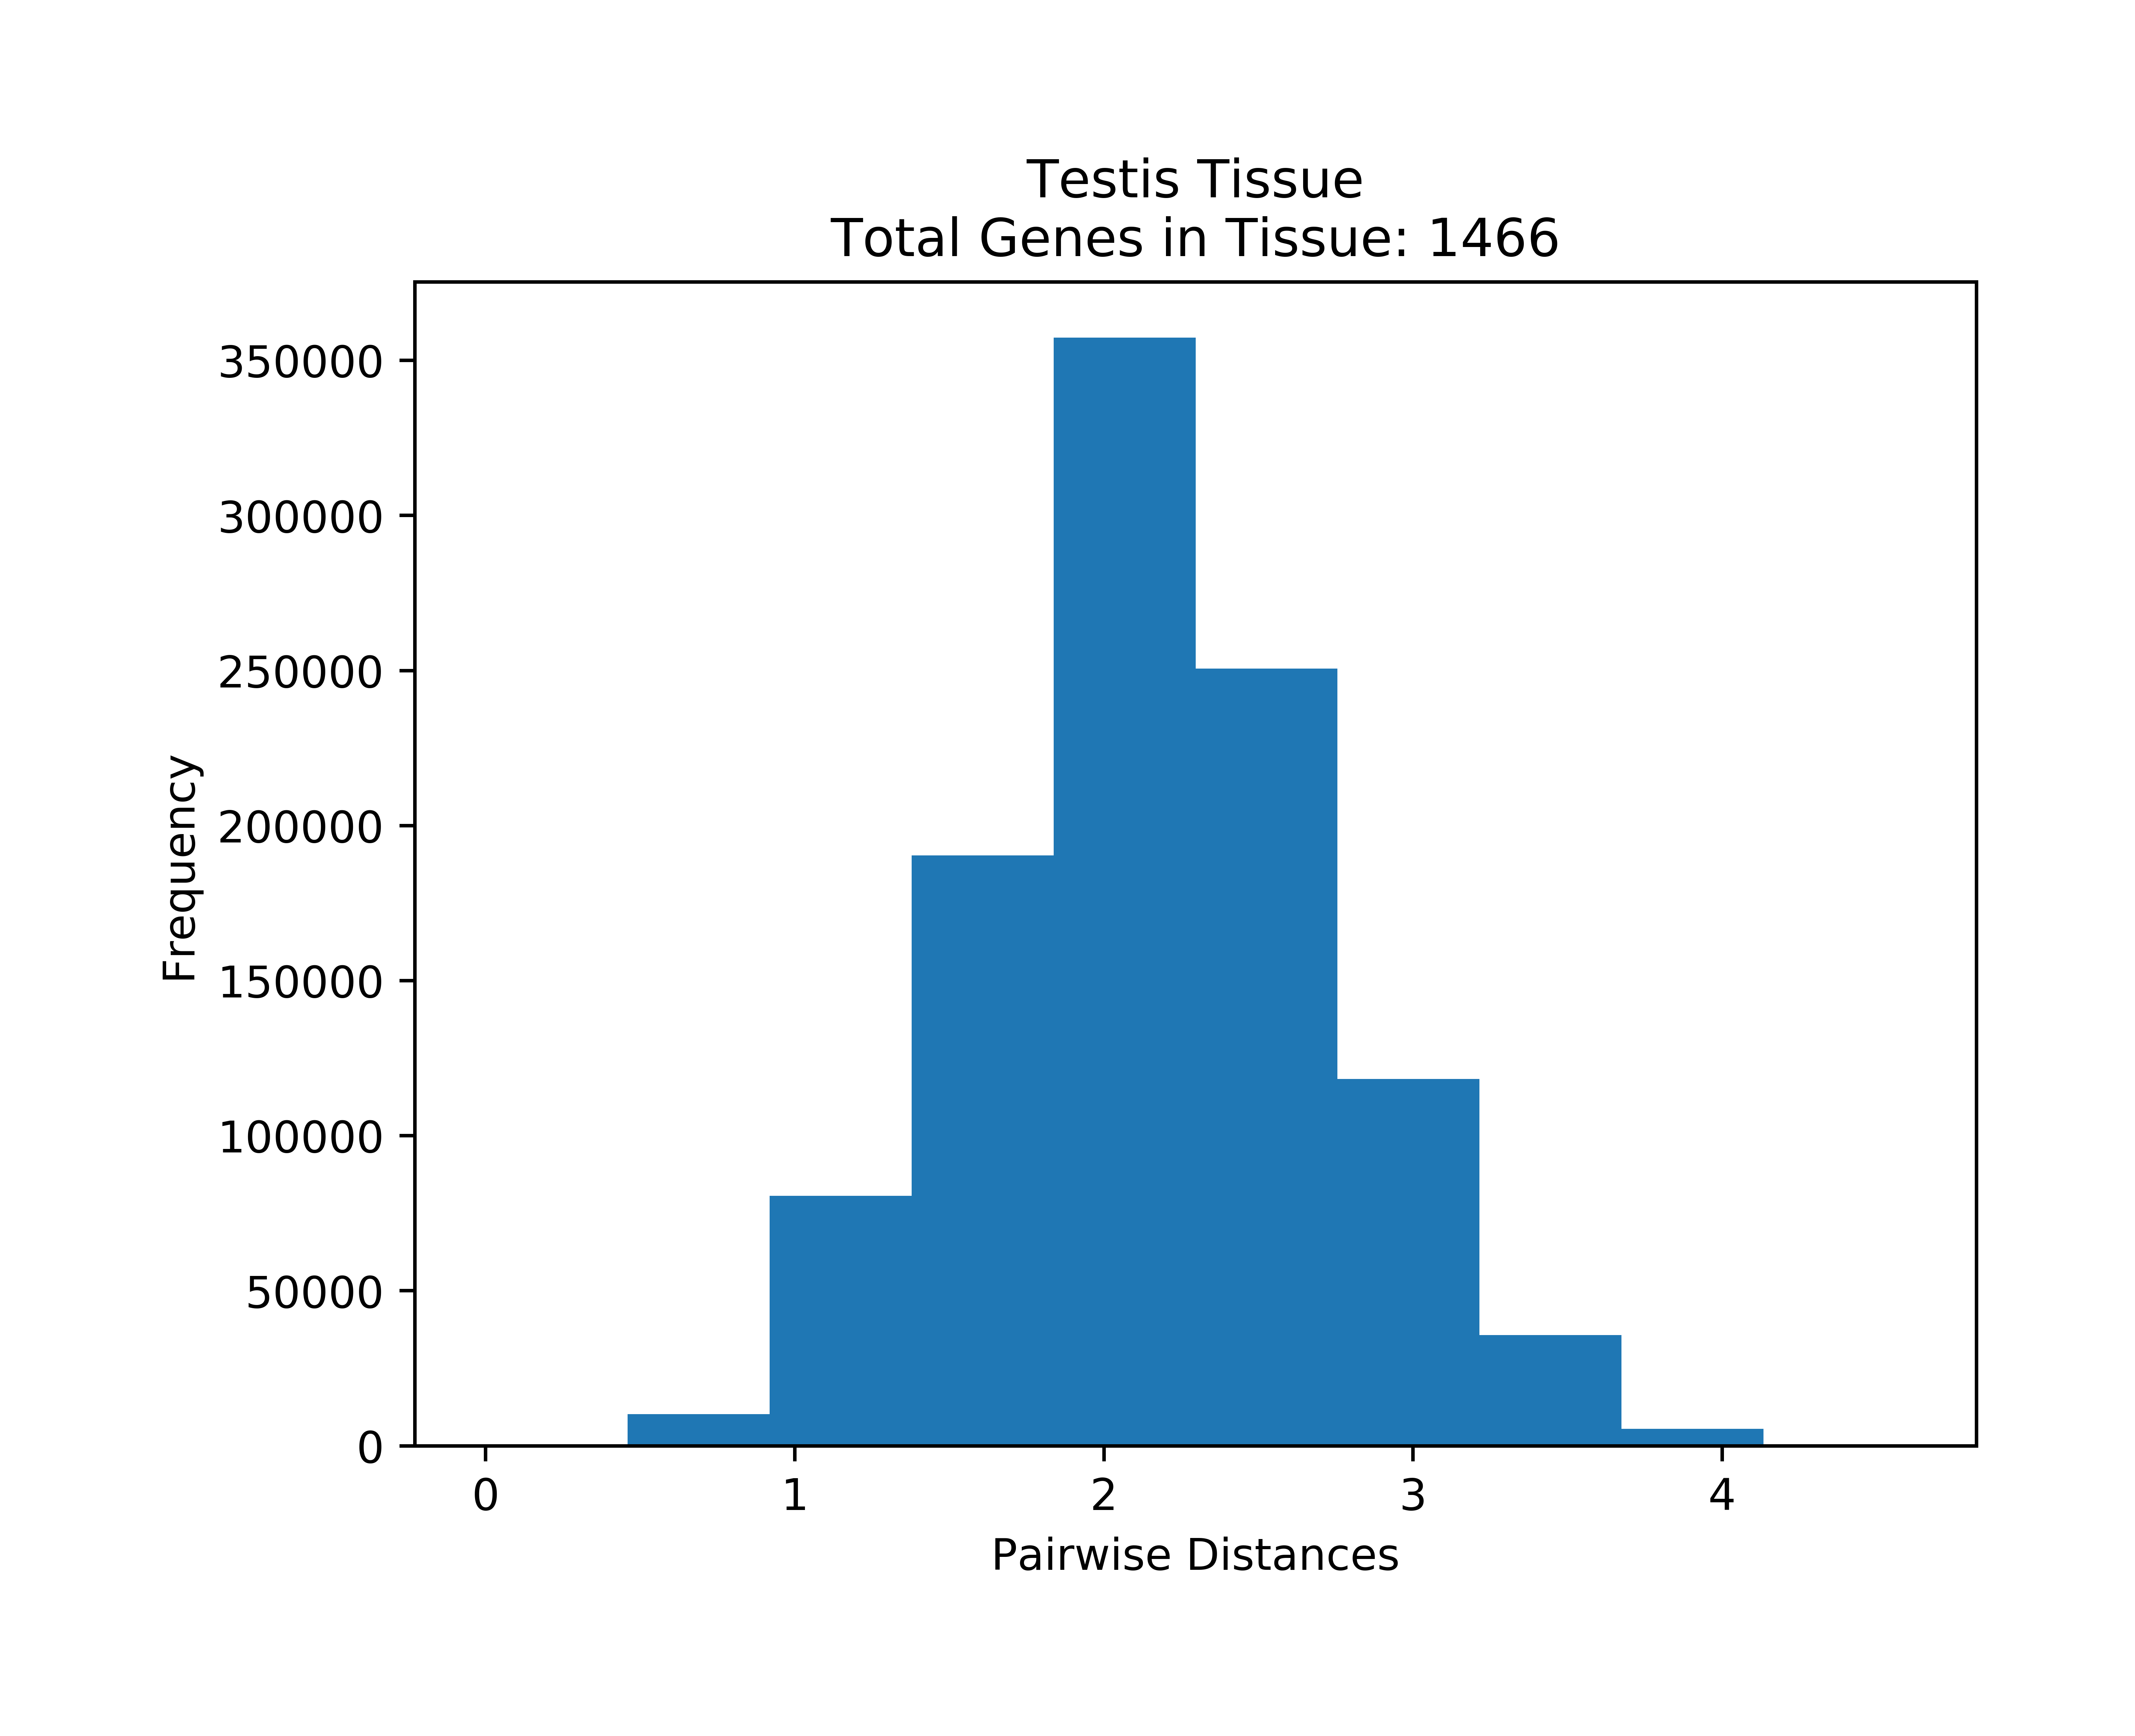 Testis Tissue
Total Genes in Tissue: 1466
350000
300000
250000
200000
150000
100000
50000
0
Frequency
0 1 2 3 4
Pairwise Distances